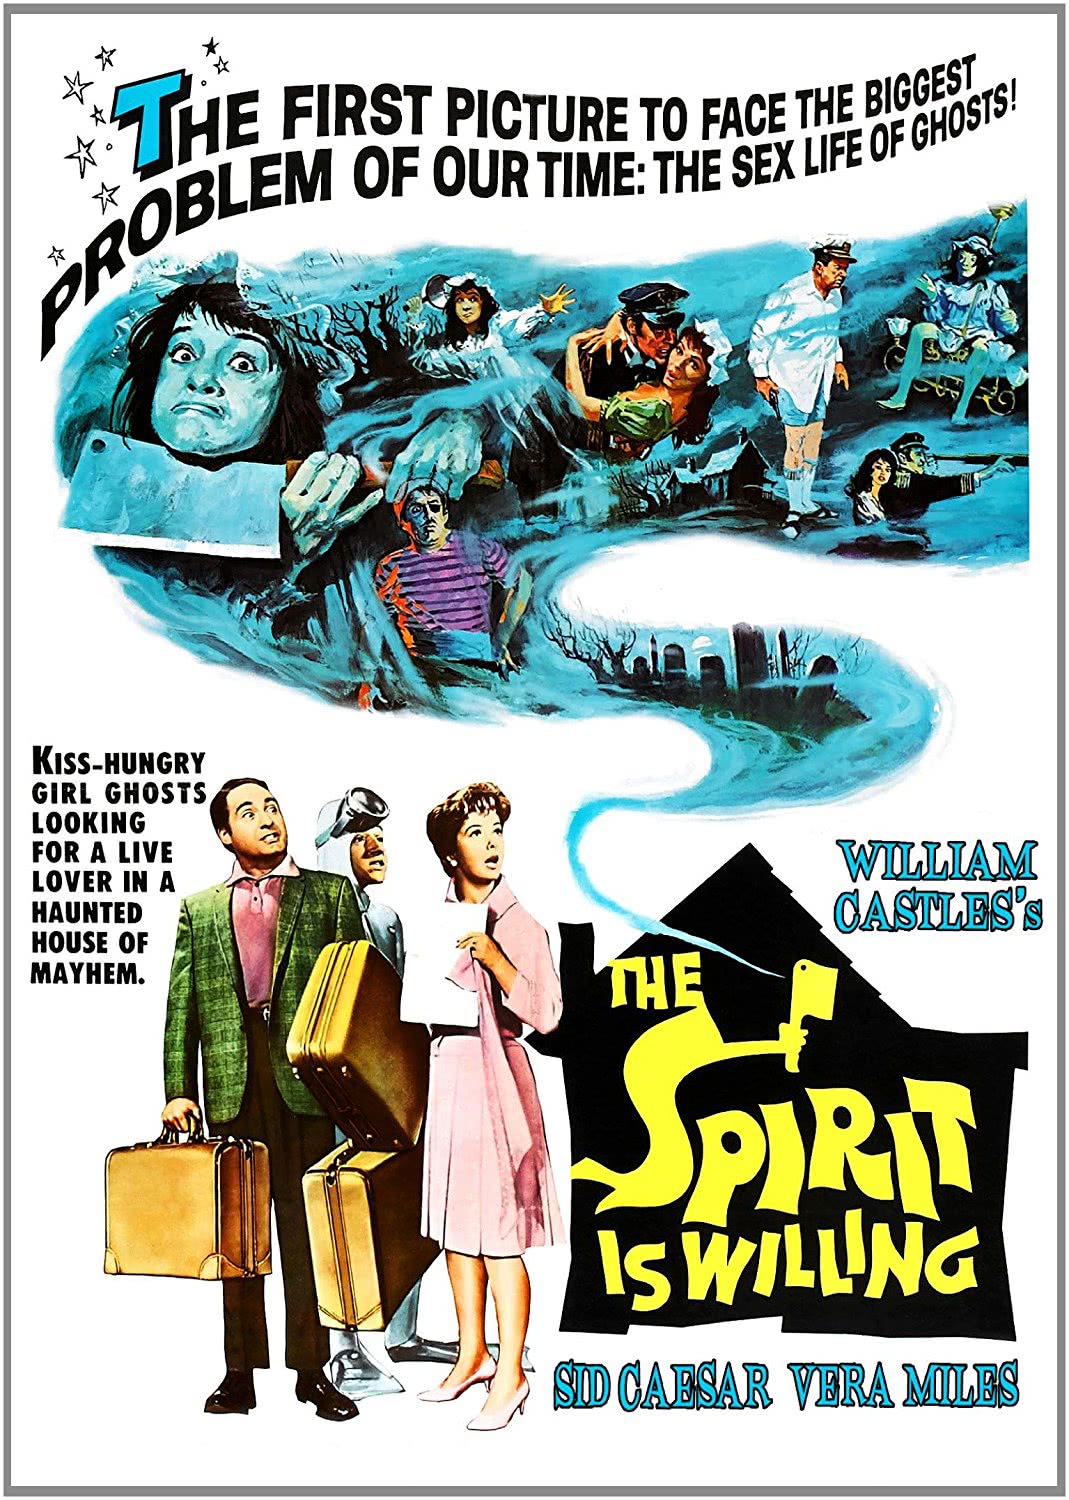 THE FIRST PICTURE TO FACE THE BIGGEST
PROBLEM OF OUR TIME: THE SEX LIFE OF GHOSTS!
KISS-HUNGRY
GIRL GHOSTS
LOOKING
FOR A LIVE
LOVER IN A
HAUNTED
HOUSE OF
MAYHEM.
WILLIAM
CASTLES's
THE
SPIRIT
IS WILLING
SID CAESAR VERA MILES